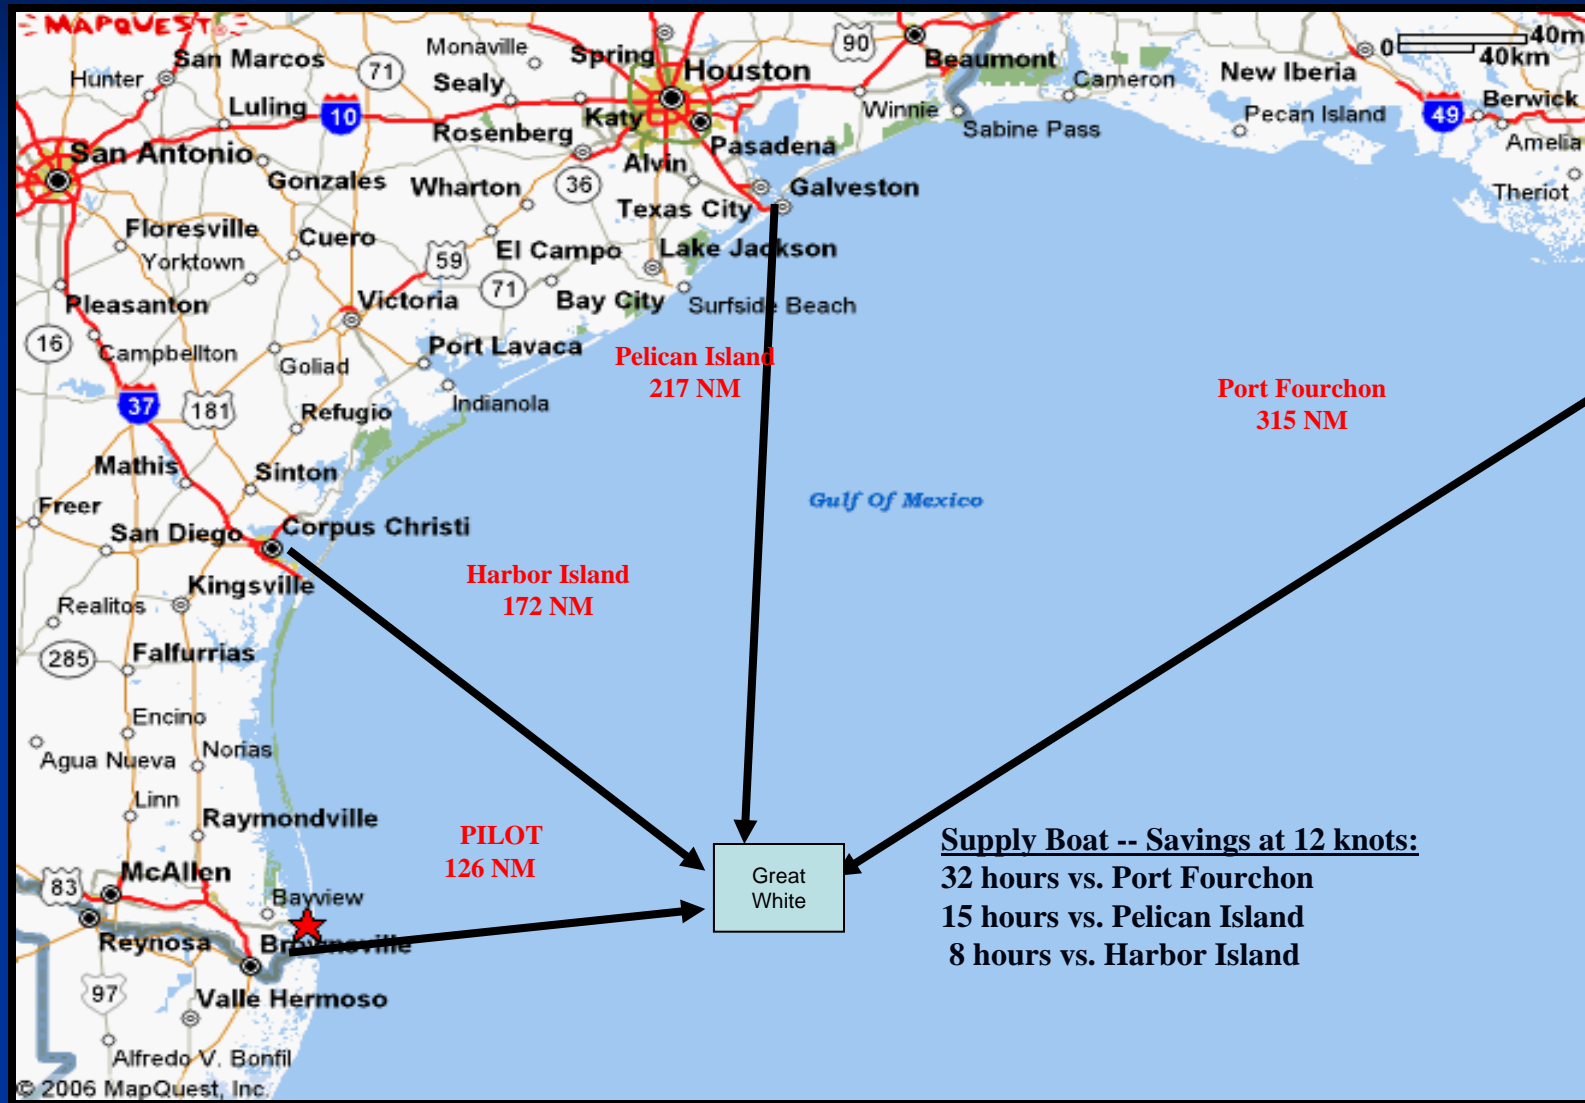 MAPQUEST
San Marcos
Monaville
Spring
90
Beaumont
0 40m
40km
Hunter
71
Sealy
Houston
Cameron
New Iberia
Luling
10
Katy
Winnie
Pecan Island
49
Berwick
Rosenberg
Pasadena
Sabine Pass
Amelia
San Antonio
Alvin
Gonzales
Wharton
36
Galveston
Theriot
Texas City
Floresville
Cuero
El Campo
Lake Jackson
Yorktown
59
Pleasanton
Victoria
71
Bay City
Surfside Beach
16
Campbellton
Goliad
Port Lavaca
Pelican Island
217 NM
Port Fourchon
315 NM
37
181
Refugio
Indianola
Mathis
Sinton
Freer
Gulf Of Mexico
San Diego
Corpus Christi
Harbor Island
172 NM
Kingsville
Realitos
285
Falfurrias
Encino
Agua Nueva
Norias
Linn
Raymondville
PILOT
126 NM
83
McAllen
Bayview
Great
White
Supply Boat -- Savings at 12 knots:
32 hours vs. Port Fourchon
15 hours vs. Pelican Island
8 hours vs. Harbor Island
Reynosa
Brownsville
97
Valle Hermoso
Alfredo V. Bonfil
© 2006 MapQuest, Inc.